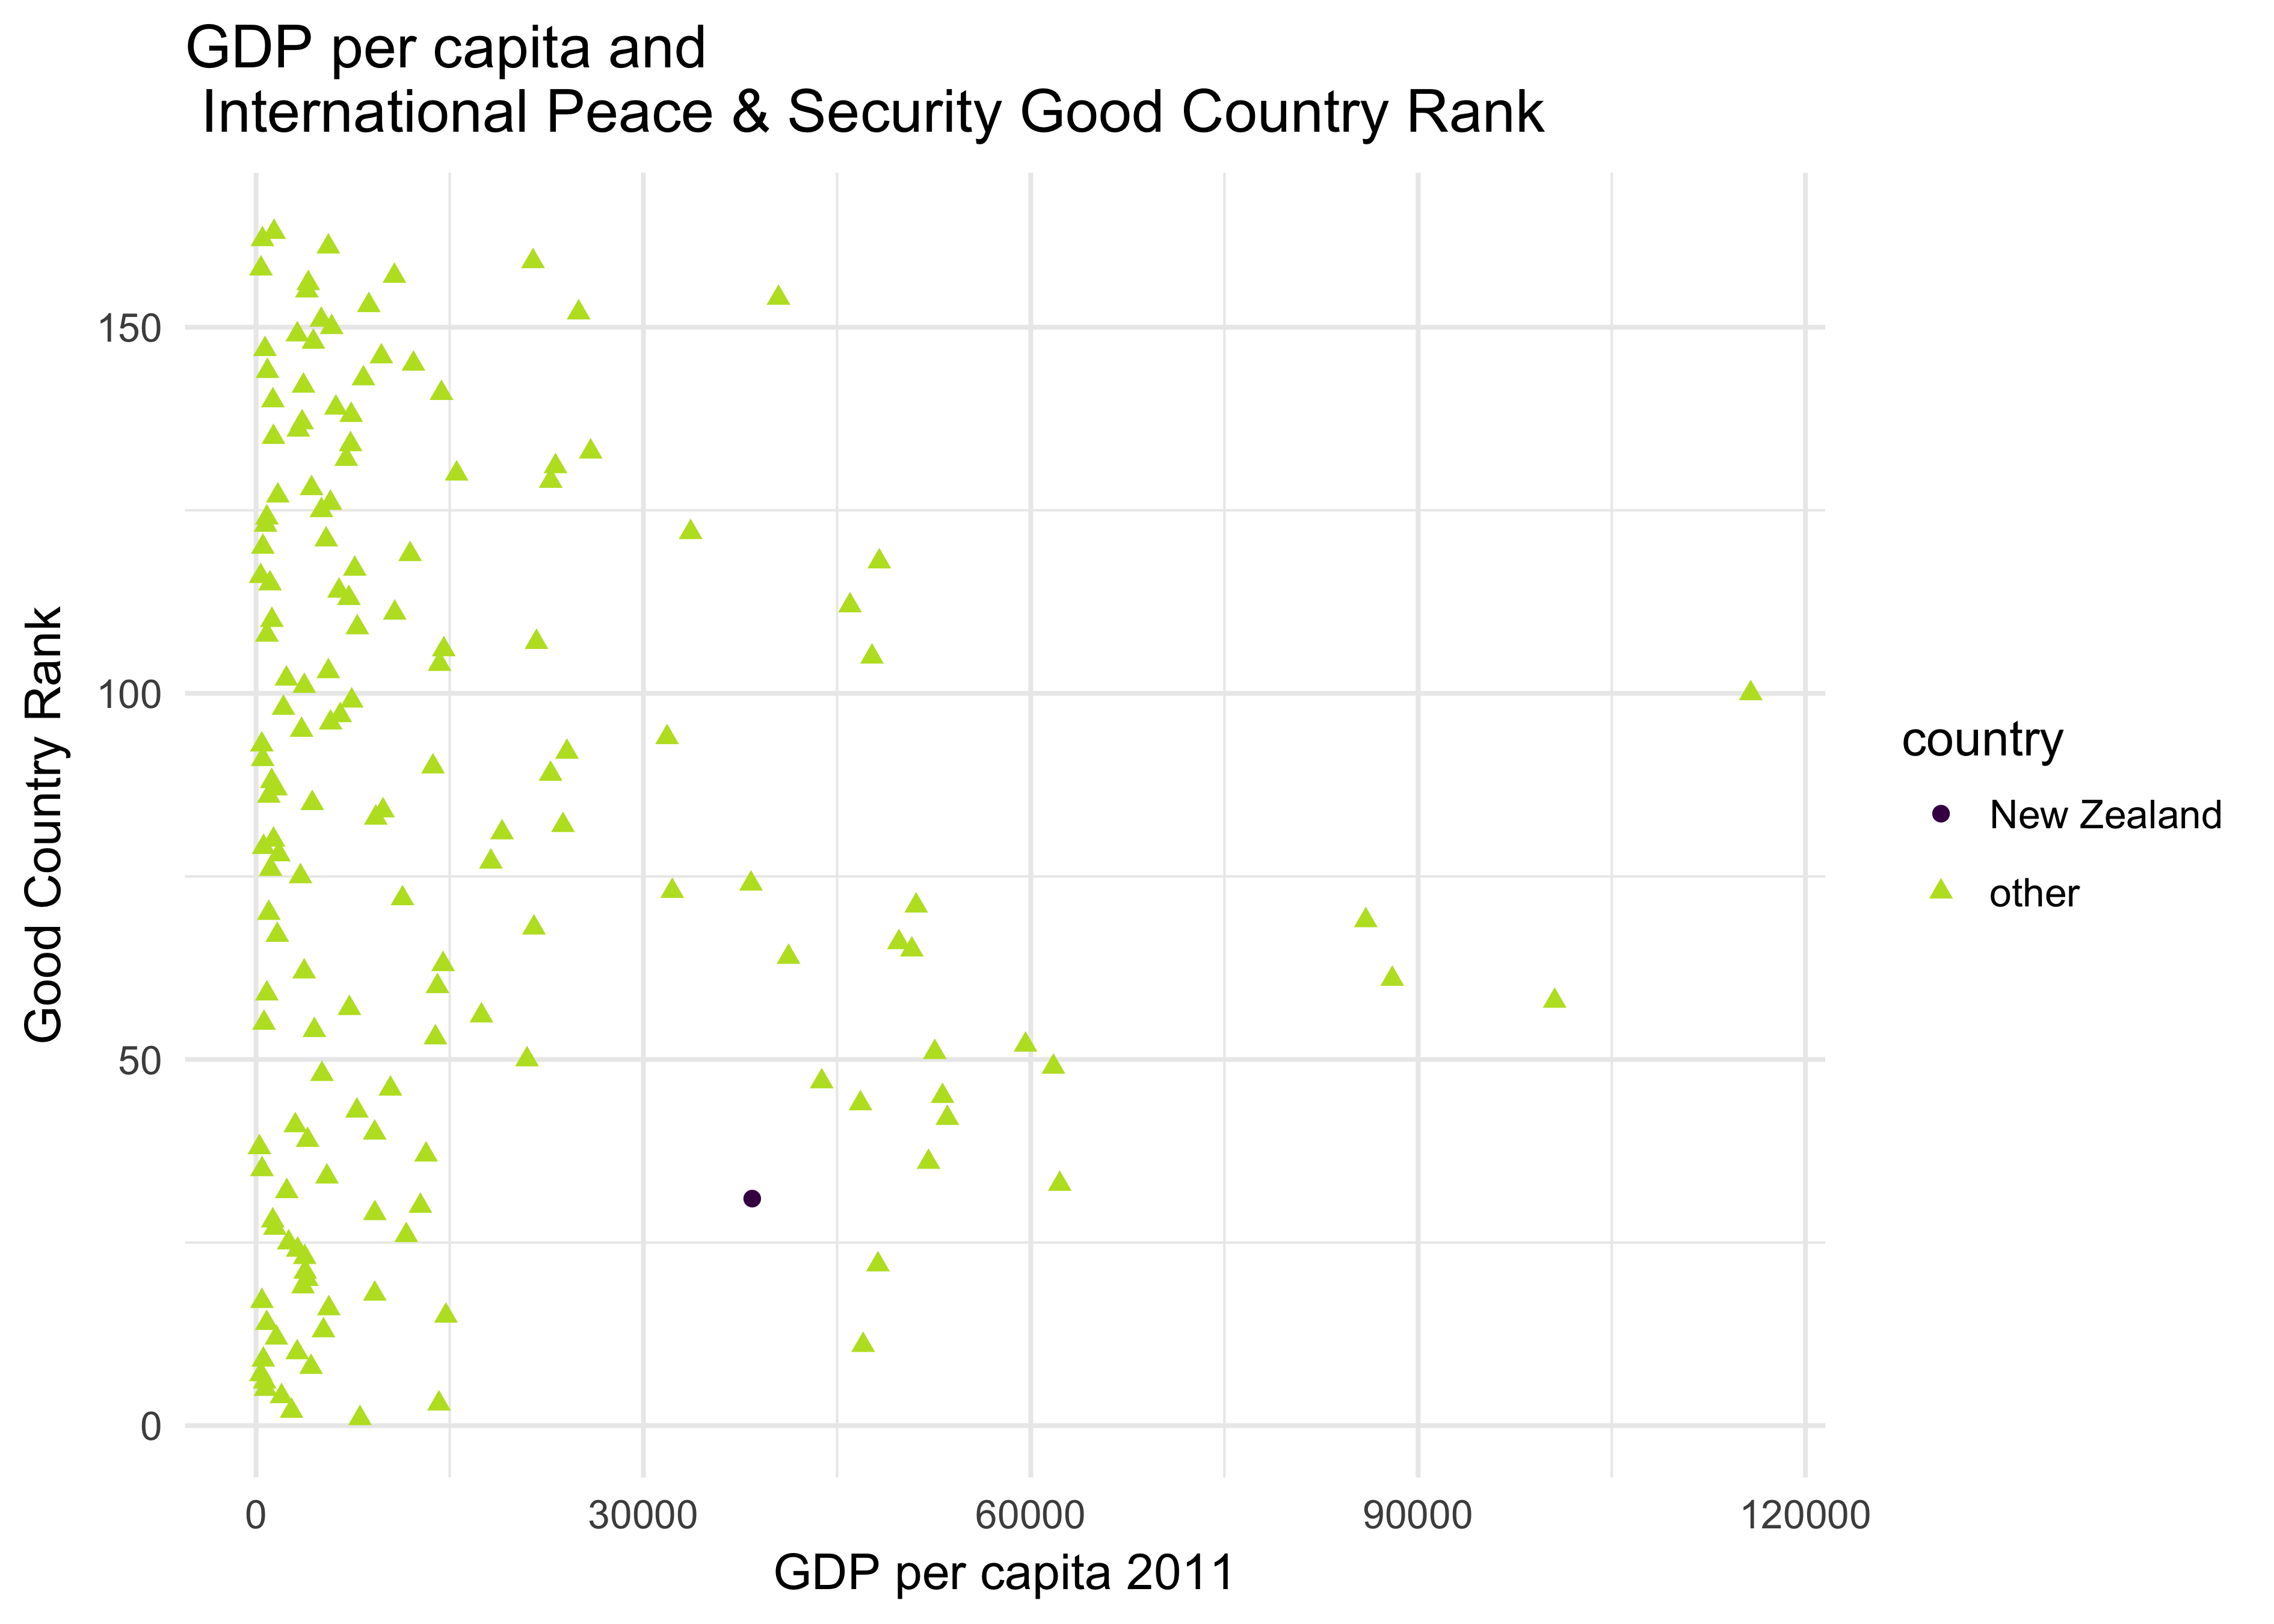 GDP per capita and
International Peace & Security Good Country Rank
150
100
50
0
Good Country Rank
0 30000 60000 90000 120000
GDP per capita 2011
country
New Zealand
other